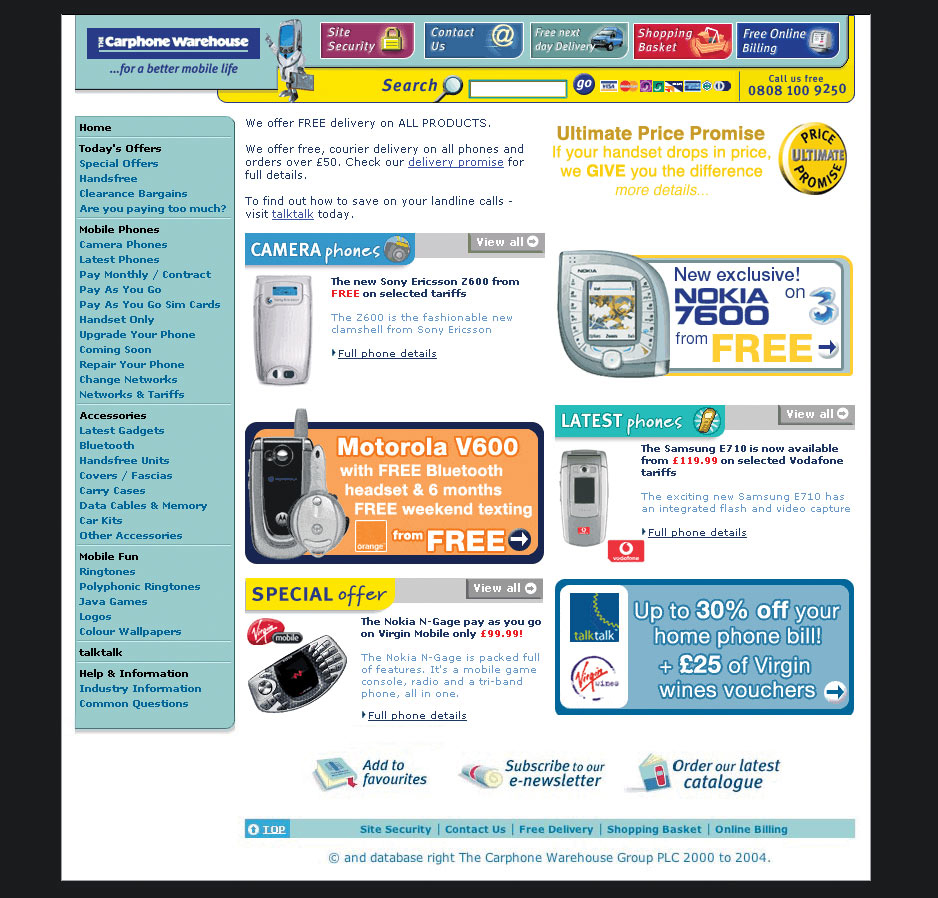 THE Carphone Warehouse
...for a better mobile life
Site
Security
Contact
Us
@
Free next
day Delivery
Shopping
Basket
Free Online
Billing
Search
go
VISA
Call us free
0808 100 9250
Home
Today's Offers
Special Offers
Handsfree
Clearance Bargains
Are you paying too much?
Mobile Phones
Camera Phones
Latest Phones
Pay Monthly / Contract
Pay As You Go
Pay As You Go Sim Cards
Handset Only
Upgrade Your Phone
Coming Soon
Repair Your Phone
Change Networks
Networks & Tariffs
Accessories
Latest Gadgets
Bluetooth
Handsfree Units
Covers / Fascias
Carry Cases
Data Cables & Memory
Car Kits
Other Accessories
Mobile Fun
Ringtones
Polyphonic Ringtones
Java Games
Logos
Colour Wallpapers
talktalk
Help & Information
Industry Information
Common Questions
We offer FREE delivery on ALL PRODUCTS.
We offer free, courier delivery on all phones and
orders over £50. Check our delivery promise for
full details.
To find out how to save on your landline calls -
visit talktalk today.
Ultimate Price Promise
If your handset drops in price,
we GIVE you the difference
more details...
PRICE
ULTIMATE
PROMISE
CAMERA phones
View all
The new Sony Ericsson Z600 from
FREE on selected tariffs
The Z600 is the fashionable new
clamshell from Sony Ericsson
Full phone details
NOKIA
New exclusive!
NOKIA on 3
7600
from FREE
Motorola V600
with FREE Bluetooth
headset & 6 months
FREE weekend texting
orange
from FREE
LATEST phones
View all
The Samsung E710 is now available
from £119.99 on selected Vodafone
tariffs
The exciting new Samsung E710 has
an integrated flash and video capture
Full phone details
vodafone
SPECIAL offer
View all
Virgin mobile
The Nokia N-Gage pay as you go
on Virgin Mobile only £99.99!
The Nokia N-Gage is packed full
of features. It's a mobile game
console, radio and a tri-band
phone, all in one.
Full phone details
talktalk
Virgin wines
Up to 30% off your
home phone bill!
+ £25 of Virgin
wines vouchers
Add to
favourites
Subscribe to our
e-newsletter
Order our latest
catalogue
TOP
Site Security | Contact Us | Free Delivery | Shopping Basket | Online Billing
© and database right The Carphone Warehouse Group PLC 2000 to 2004.